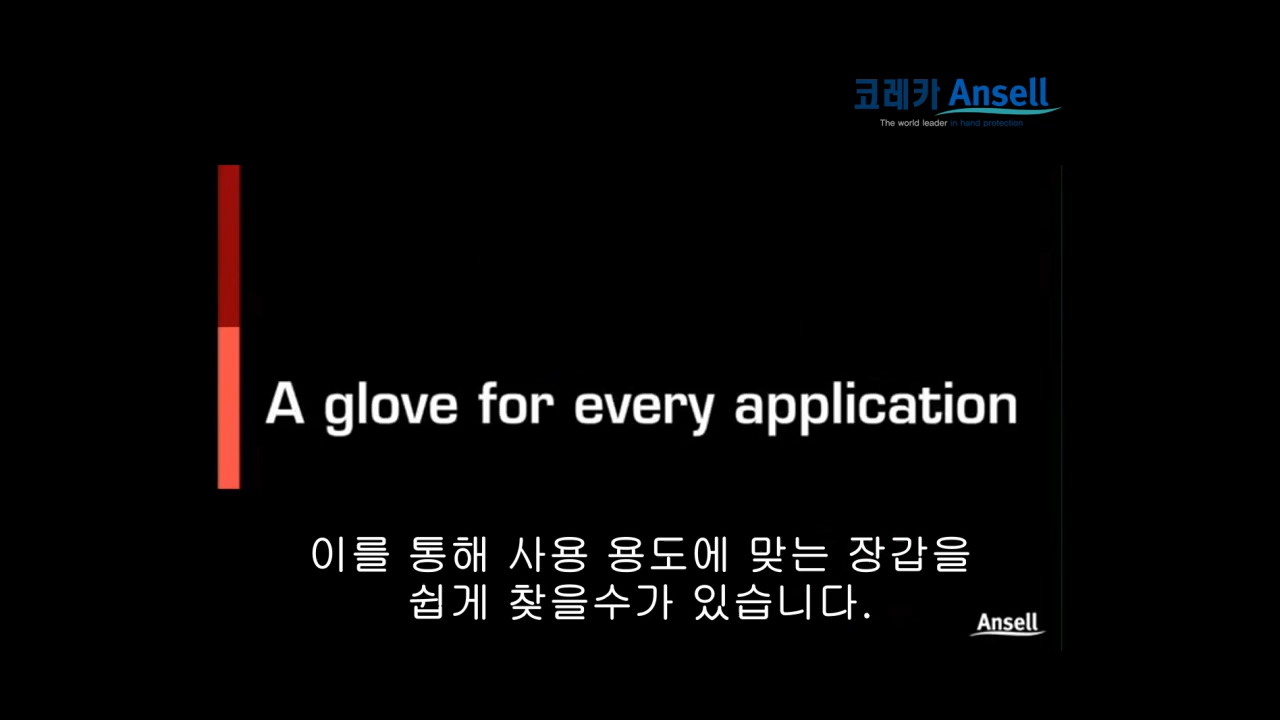 코레카 Ansell
The world leader in hand protection
A glove for every application
이를 통해 사용 용도에 맞는 장갑을
쉽게 찾을수가 있습니다.
Ansell